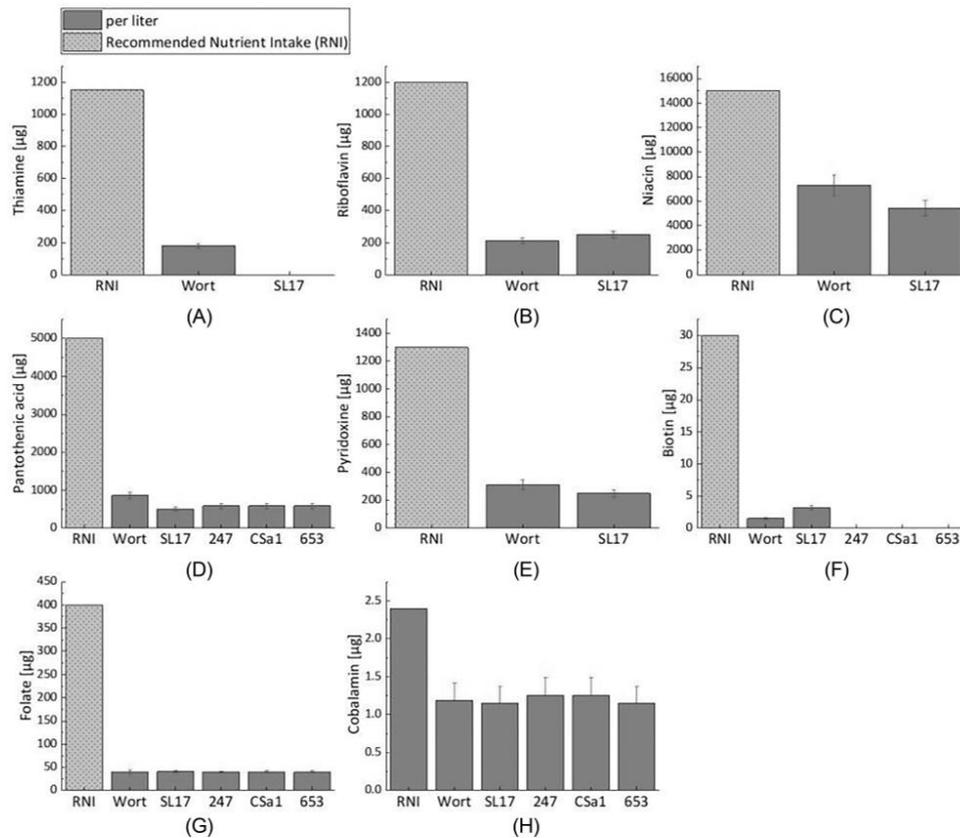 per liter
Recommended Nutrient Intake (RNI)
Thiamine [µg]
1200
1000
800
600
400
200
0
RNI Wort SL17
(A)
Riboflavin [µg]
1200
1000
800
600
400
200
0
RNI Wort SL17
(B)
Niacin [µg]
16000
14000
12000
10000
8000
6000
4000
2000
0
RNI Wort SL17
(C)
Pantothenic acid [µg]
5000
4000
3000
2000
1000
0
RNI Wort SL17 247 CSa1 653
(D)
Pyridoxine [µg]
1400
1200
1000
800
600
400
200
0
RNI Wort SL17
(E)
Biotin [µg]
30
25
20
15
10
5
0
RNI Wort SL17 247 CSa1 653
(F)
Folate [µg]
450
400
350
300
250
200
150
100
50
0
RNI Wort SL17 247 CSa1 653
(G)
Cobalamin [µg]
2.5
2.0
1.5
1.0
0.5
0.0
RNI Wort SL17 247 CSa1 653
(H)